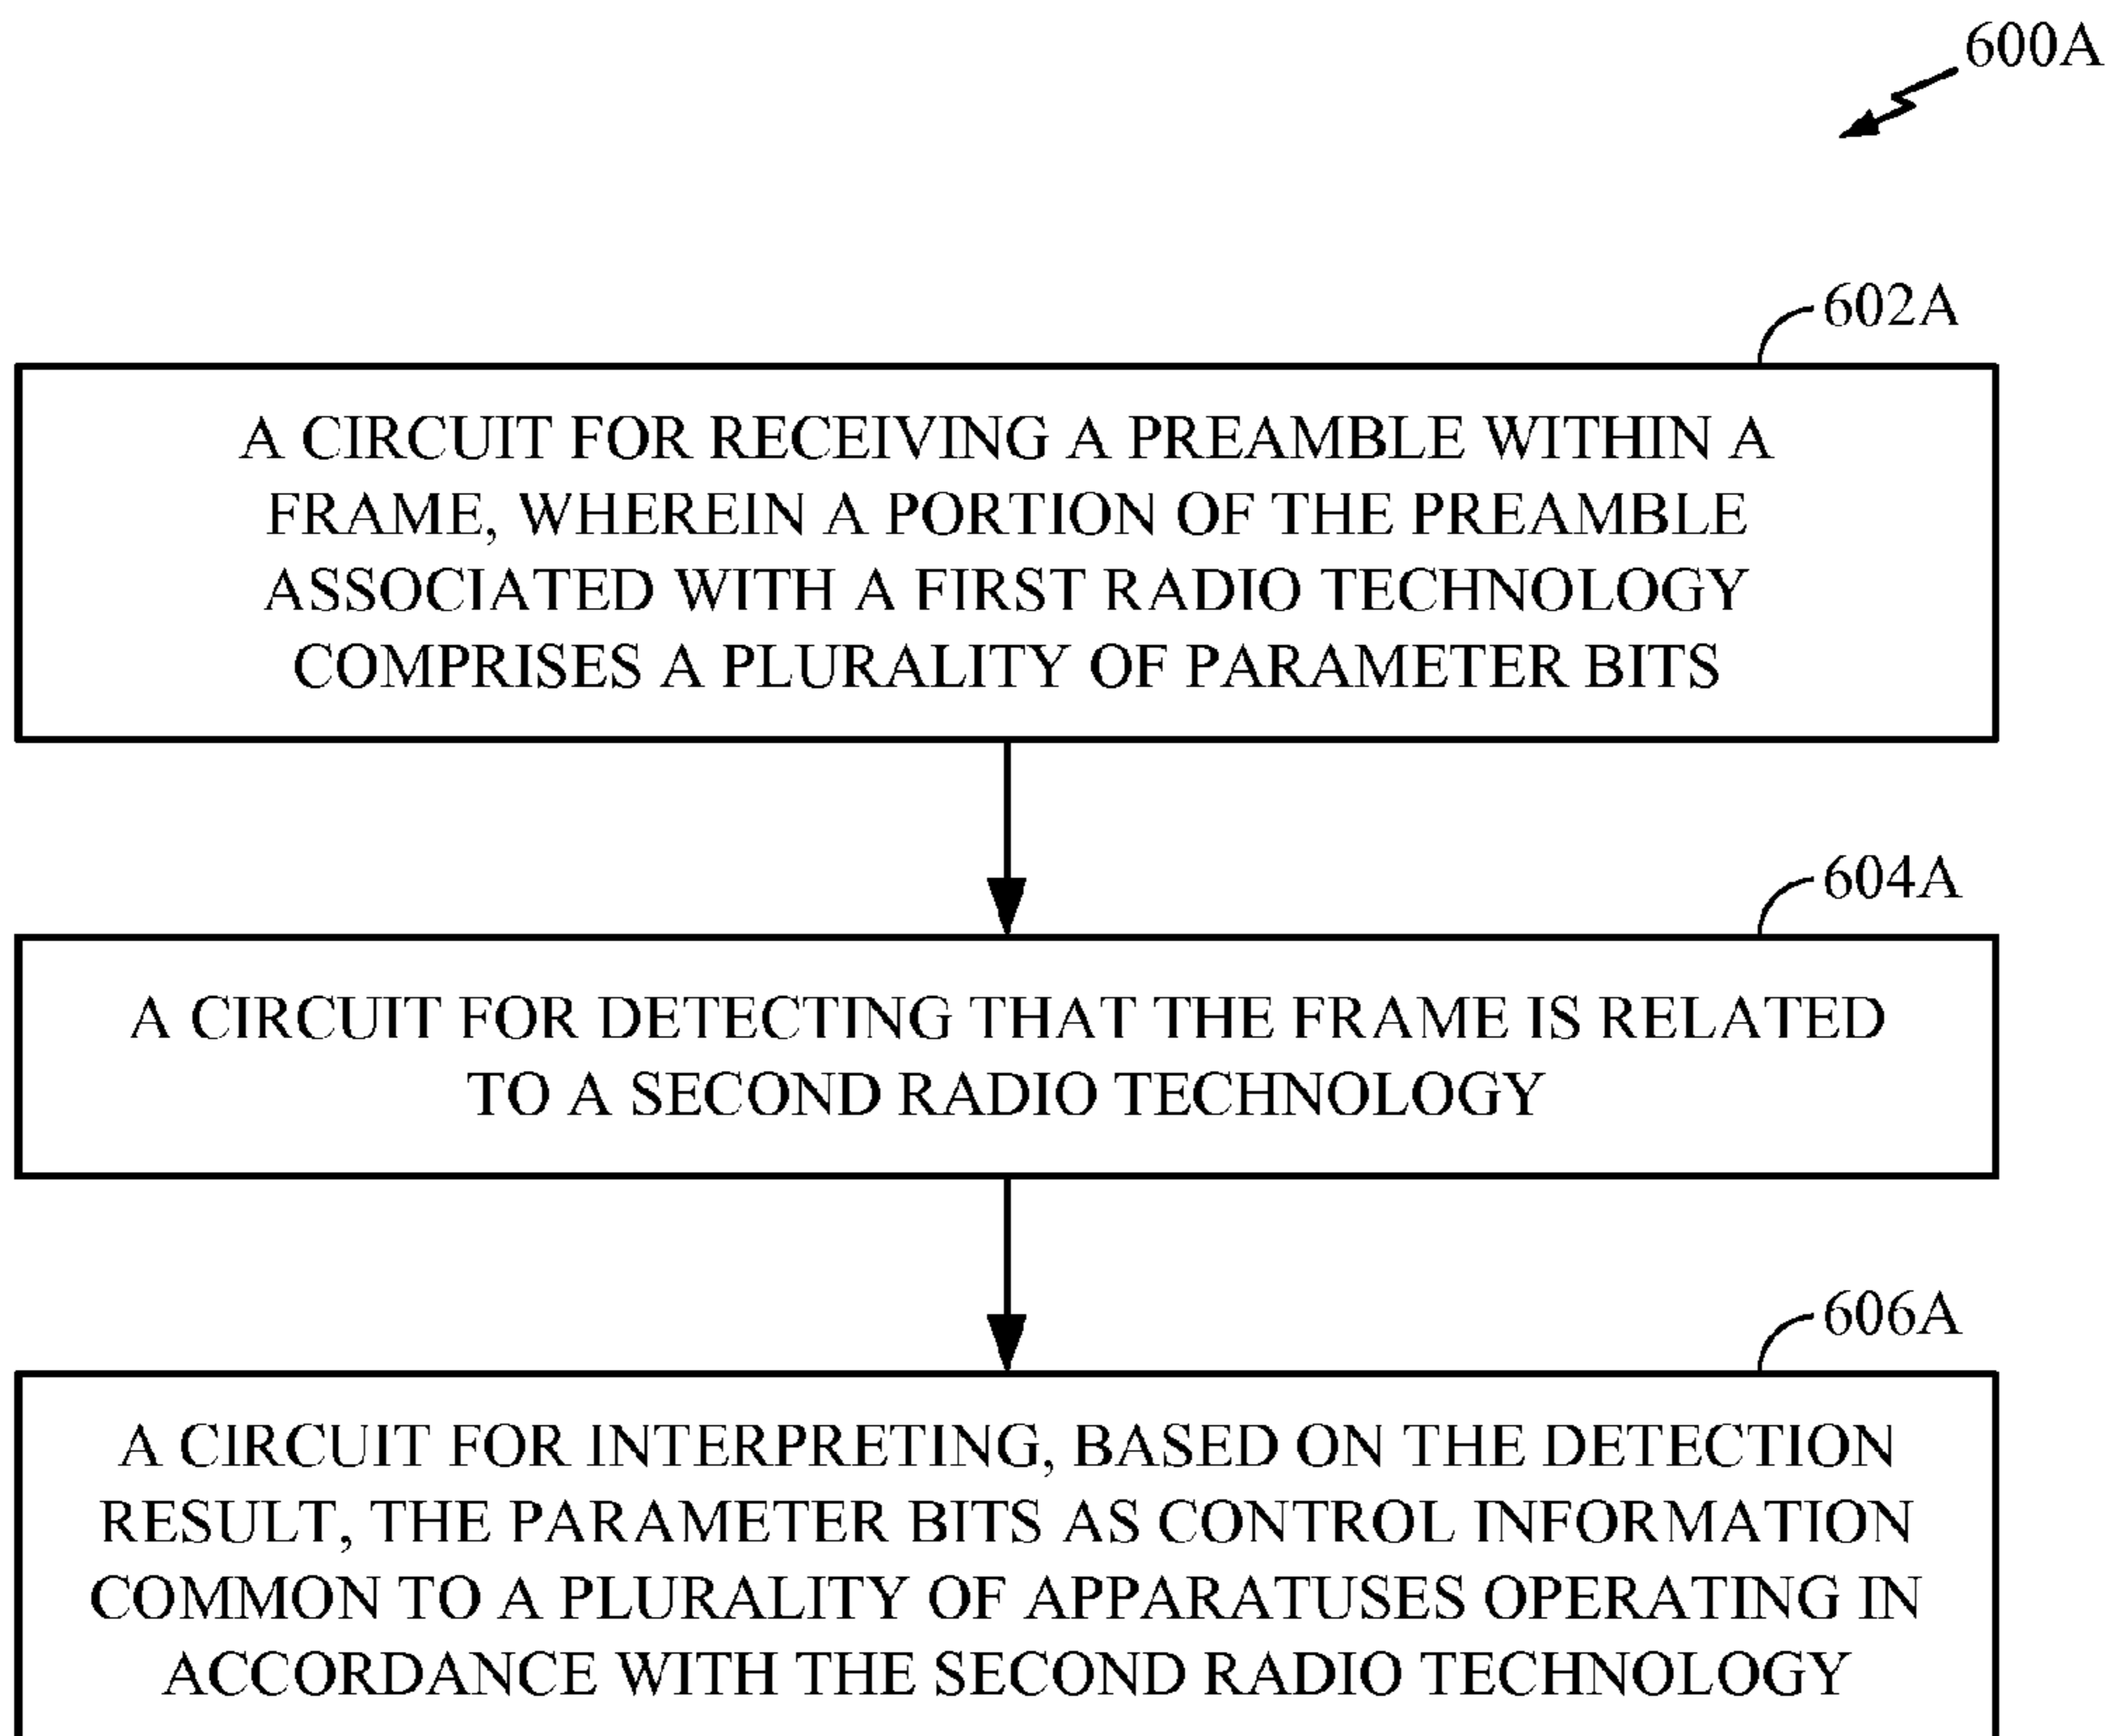 600A
602A
A CIRCUIT FOR RECEIVING A PREAMBLE WITHIN A
FRAME, WHEREIN A PORTION OF THE PREAMBLE
ASSOCIATED WITH A FIRST RADIO TECHNOLOGY
COMPRISES A PLURALITY OF PARAMETER BITS
604A
A CIRCUIT FOR DETECTING THAT THE FRAME IS RELATED
TO A SECOND RADIO TECHNOLOGY
606A
A CIRCUIT FOR INTERPRETING, BASED ON THE DETECTION
RESULT, THE PARAMETER BITS AS CONTROL INFORMATION
COMMON TO A PLURALITY OF APPARATUSES OPERATING IN
ACCORDANCE WITH THE SECOND RADIO TECHNOLOGY